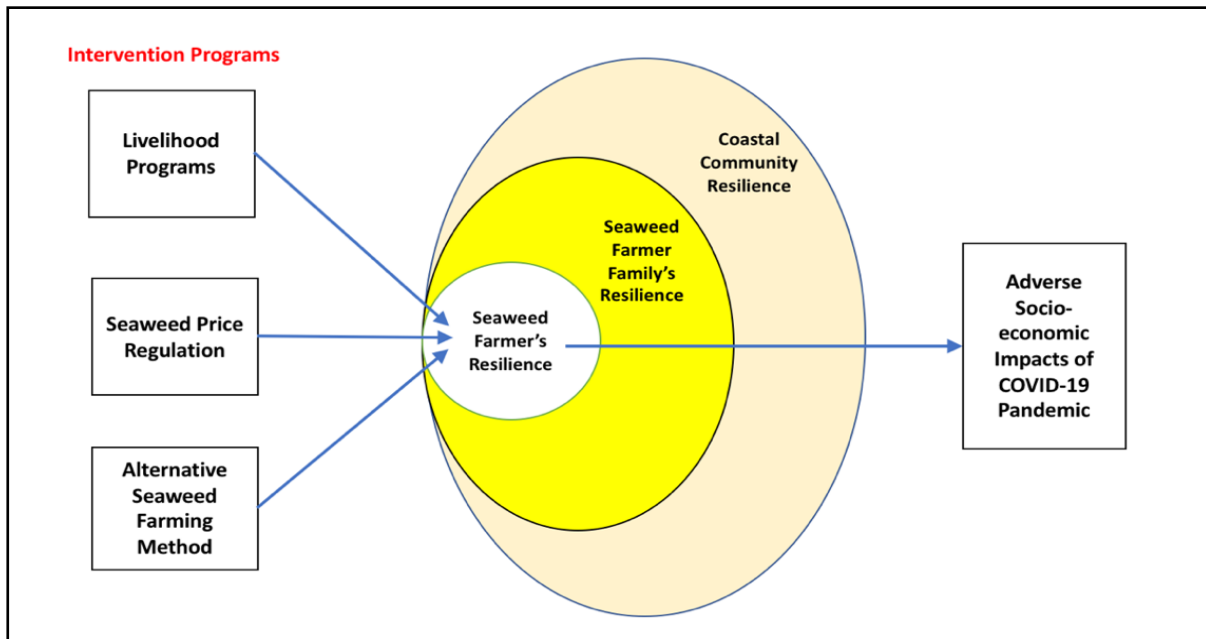 Intervention Programs
Livelihood
Programs
Seaweed Price
Regulation
Alternative
Seaweed
Farming
Method
Seaweed
Farmer's
Resilience
Seaweed
Farmer
Family's
Resilience
Coastal
Community
Resilience
Adverse
Socio-
economic
Impacts of
COVID-19
Pandemic